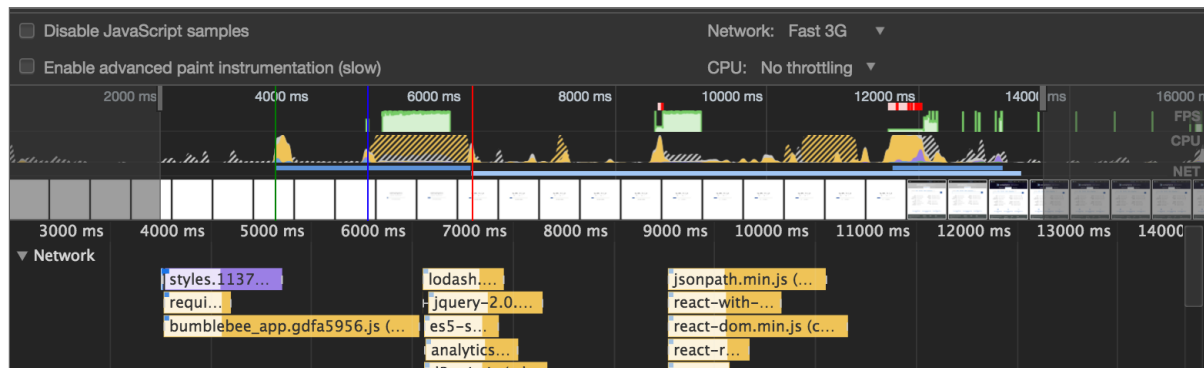 Disable JavaScript samples
Network: Fast 3G
Enable advanced paint instrumentation (slow)
CPU: No throttling
2000 ms 4000 ms 6000 ms 8000 ms 10000 ms 12000 ms 1400 ms 16000 m
FPS
CPU
NET
3000 ms 4000 ms 5000 ms 6000 ms 7000 ms 8000 ms 9000 ms 10000 ms 11000 ms 12000 ms 13000 ms 14000
Network
styles.1137... lodash.... jsonpath.min.js (...
requi... jquery-2.0.... react-with-...
bumblebee_app.gdfa5956.js (... es5-s... react-dom.min.js (c...
analytics... react-r...